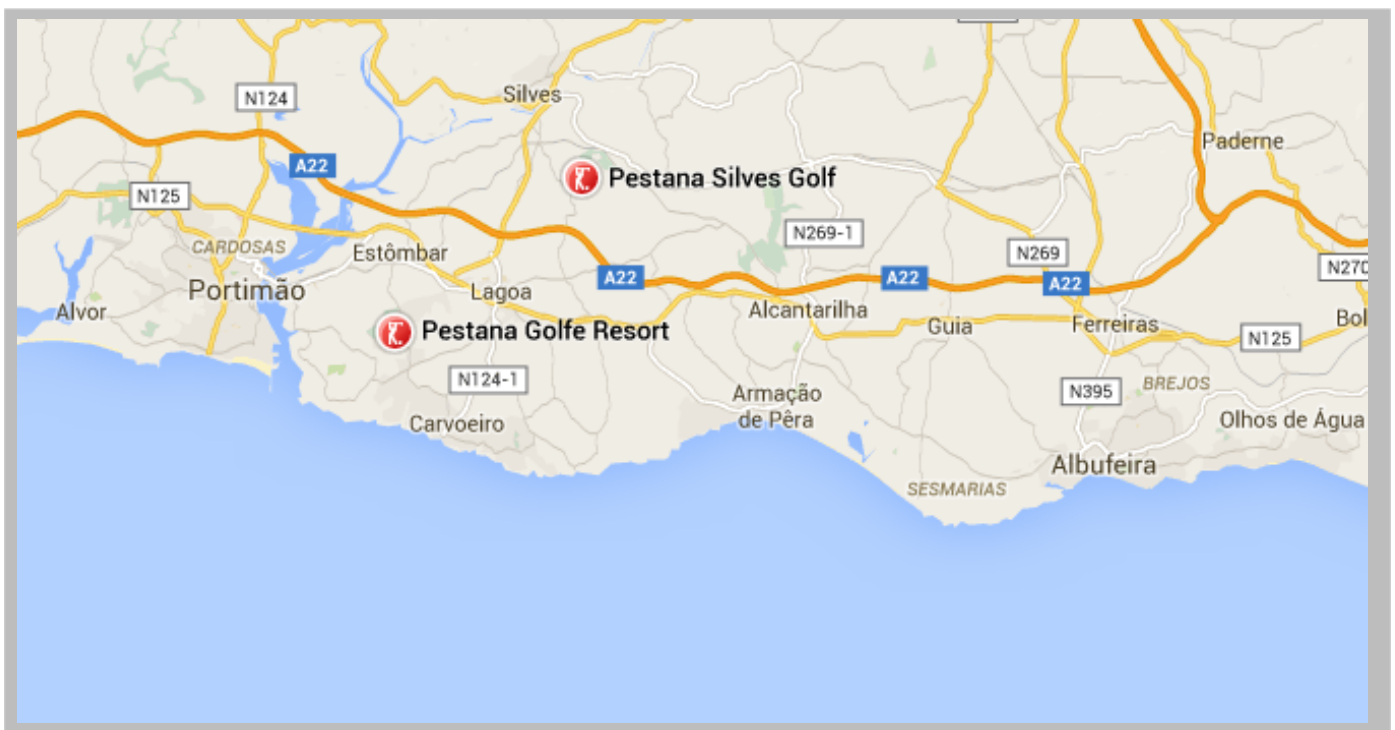 N124
Silves
Paderne
A22
Pestana Silves Golf
N125
N269-1
CARDOSAS
Estômbar
N269
N270
A22
A22
A22
Portimão
Lagoa
Alvor
Alcantarilha
Guia
Ferreiras
Bol
Pestana Golfe Resort
N125
N124-1
BREJOS
N395
Armação
de Pêra
Carvoeiro
Olhos de Água
Albufeira
SESMARIAS